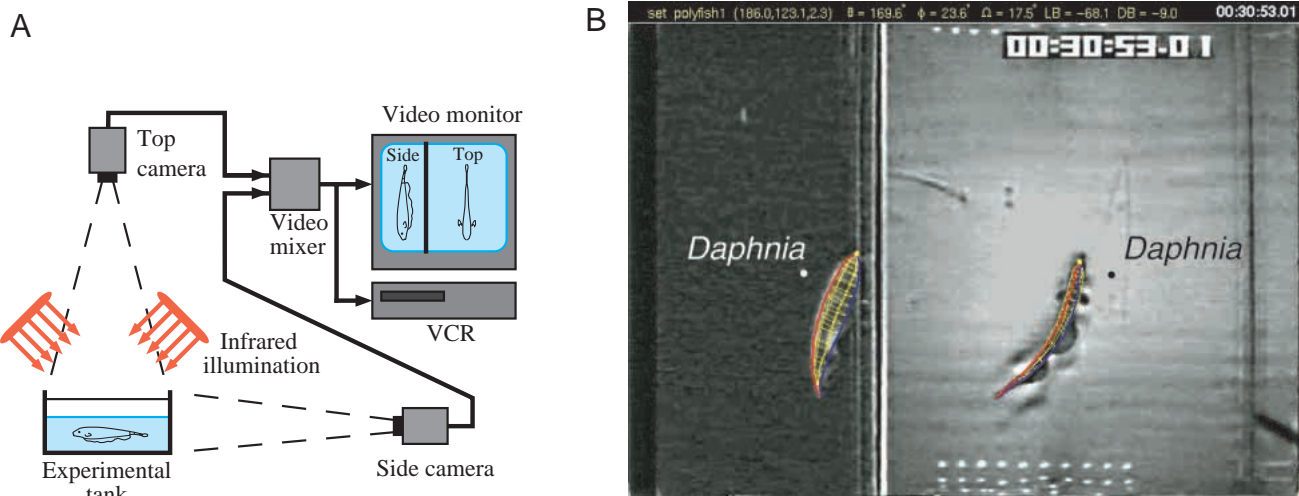 A
Top
camera
Video
mixer
Video monitor
Side
Top
VCR
Infrared
illumination
Side camera
Experimental
tank
B
set polyfish1 (186.0,123.1,2.3) θ = 169.6° ϕ = 23.6° Ω = 17.5° LB = −68.1 DB = −9.0 00:30:53.01
00:30:53-01
Daphnia
Daphnia